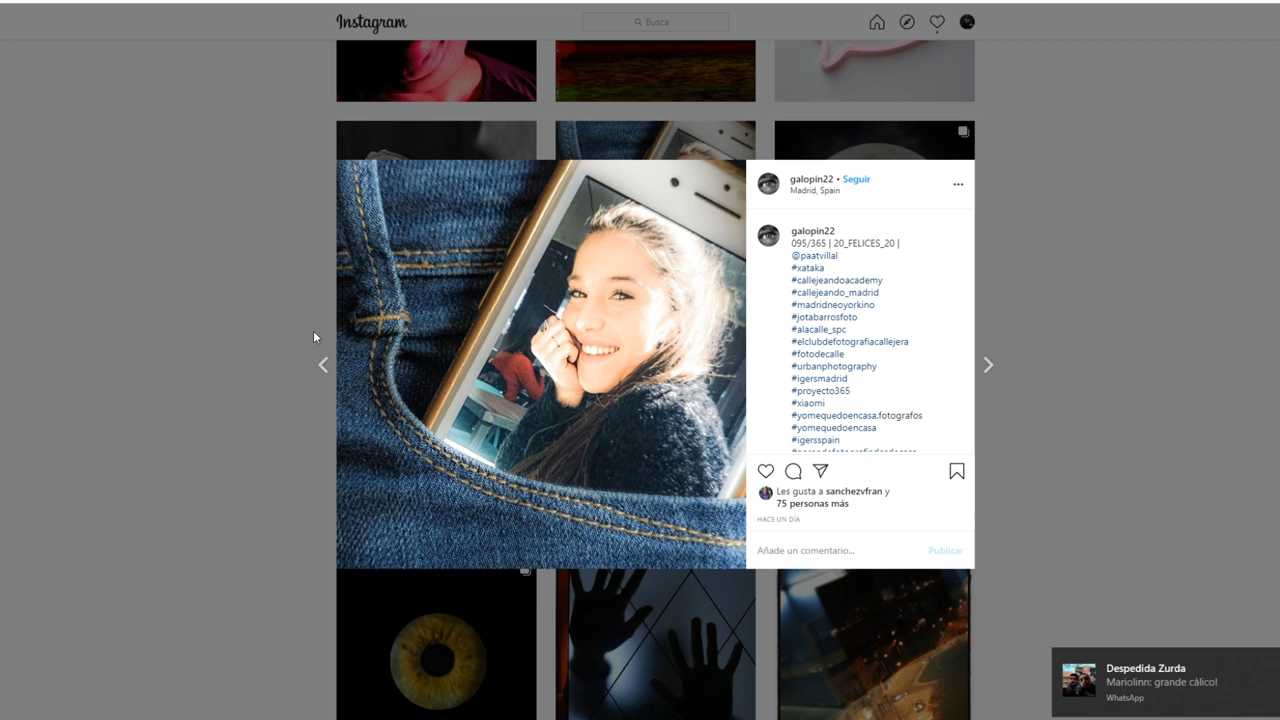 Instagram
Busca
galopin22 • Seguir
Madrid, Spain
galopin22
095/365 | 20_FELICES_20 |
@paatvillal
#xataka
#callejeandoacademy
#callejeando_madrid
#madridneoyorkino
#jotabarrosfoto
#alacalle_spc
#elclubdefotografiacallejera
#fotodecalle
#urbanphotography
#igersmadrid
#proyecto365
#xiaomi
#yomequedoencasa.fotografos
#yomequedoencasa
#igersspain
Les gusta a sanchezvfran y
75 personas más
HACE UN DÍA
Añade un comentario...
Publicar
Despedida Zurda
Mariolinn: grande cálico!
WhatsApp